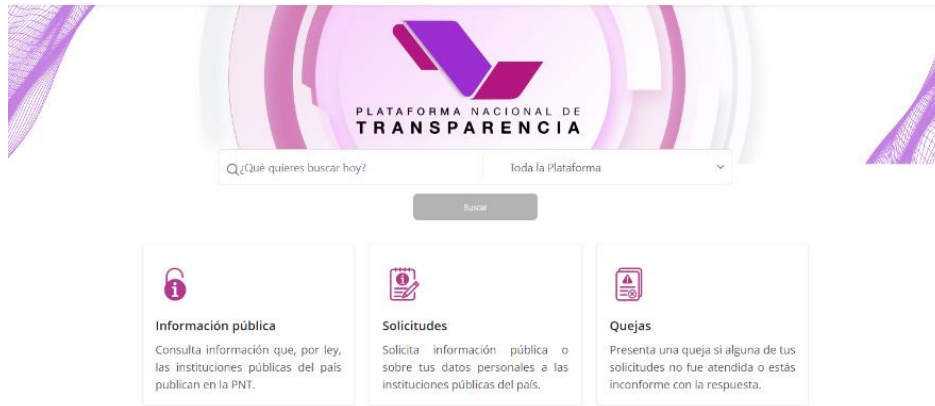 PLATAFORMA NACIONAL DE
TRANSPARENCIA
¿Qué quieres buscar hoy?
Toda la Plataforma
Buscar
Información pública
Consulta información que, por ley,
las instituciones públicas del país
publican en la PNT.
Solicitudes
Solicita información pública o
sobre tus datos personales a las
instituciones públicas del país.
Quejas
Presenta una queja si alguna de tus
solicitudes no fue atendida o estás
inconforme con la respuesta.